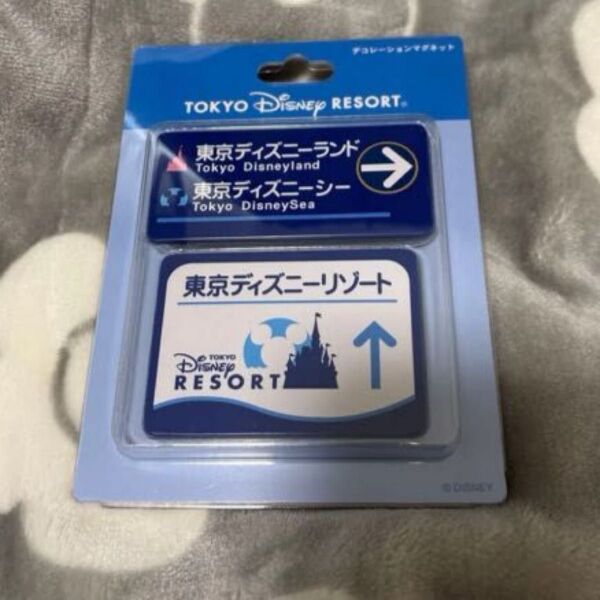 デコレーションマグネット
TOKYO Disney RESORT®
東京ディズニーランド
Tokyo Disneyland
東京ディズニーシー
Tokyo DisneySea
東京ディズニーリゾート
TOKYO
Disney
RESORT
© DISNEY